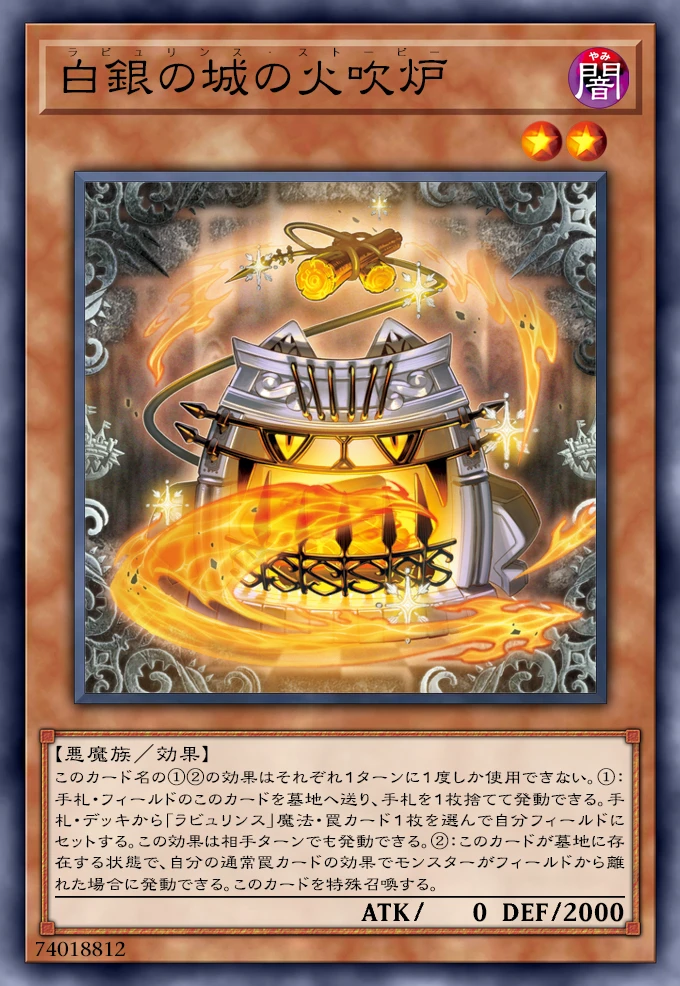 ラビュリンス・ストービー
白銀の城の火吹炉
やみ
闇
【悪魔族／効果】
このカード名の①②の効果はそれぞれ1ターンに1度しか使用できない。①：
手札・フィールドのこのカードを墓地へ送り、手札を1枚捨てて発動できる。手
札・デッキから「ラビュリンス」魔法・罠カード1枚を選んで自分フィールドに
セットする。この効果は相手ターンでも発動できる。②：このカードが墓地に存
在する状態で、自分の通常罠カードの効果でモンスターがフィールドから離
れた場合に発動できる。このカードを特殊召喚する。
ATK/ 0 DEF/2000
74018812